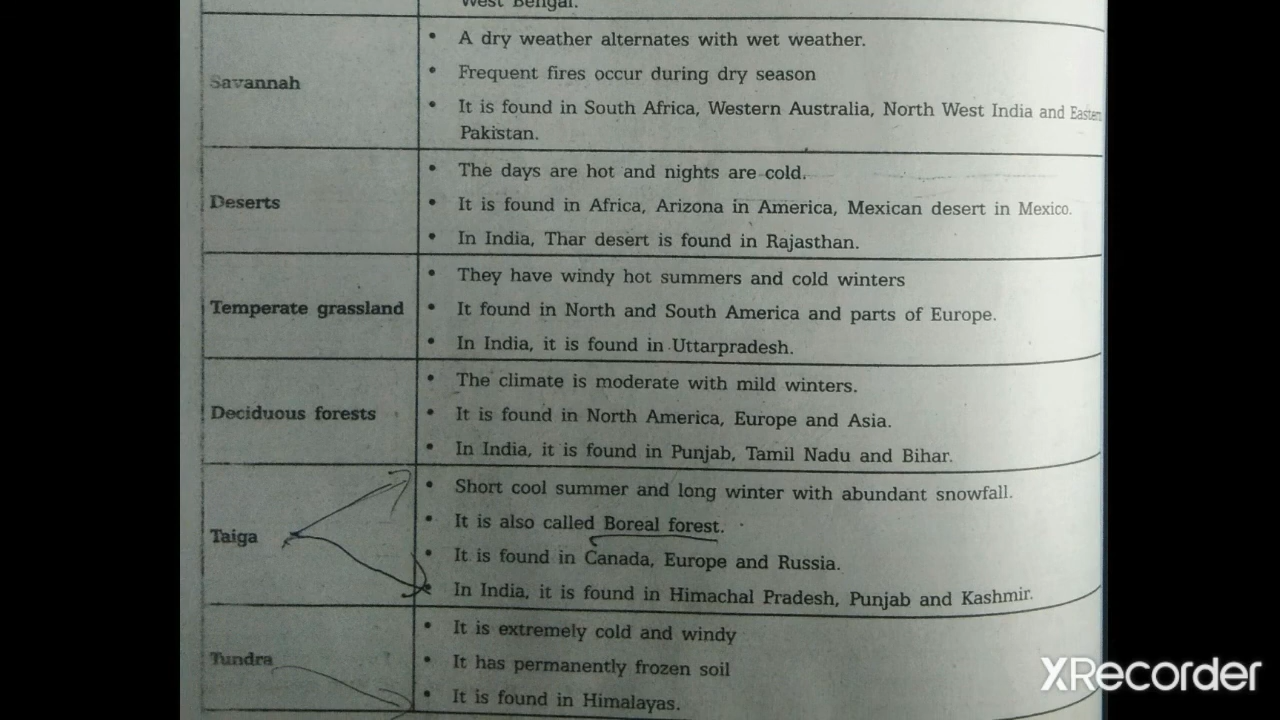 West Bengal.
Savannah
• A dry weather alternates with wet weather.
• Frequent fires occur during dry season
• It is found in South Africa, Western Australia, North West India and Eastern
Pakistan.
Deserts
• The days are hot and nights are cold.
• It is found in Africa, Arizona in America, Mexican desert in Mexico.
• In India, Thar desert is found in Rajasthan.
Temperate grassland
• They have windy hot summers and cold winters
• It found in North and South America and parts of Europe.
• In India, it is found in Uttarpradesh.
Deciduous forests
• The climate is moderate with mild winters.
• It is found in North America, Europe and Asia.
• In India, it is found in Punjab, Tamil Nadu and Bihar.
Taiga
• Short cool summer and long winter with abundant snowfall.
• It is also called Boreal forest.
• It is found in Canada, Europe and Russia.
• In India, it is found in Himachal Pradesh, Punjab and Kashmir.
Tundra
• It is extremely cold and windy
• It has permanently frozen soil
• It is found in Himalayas.
XRecorder